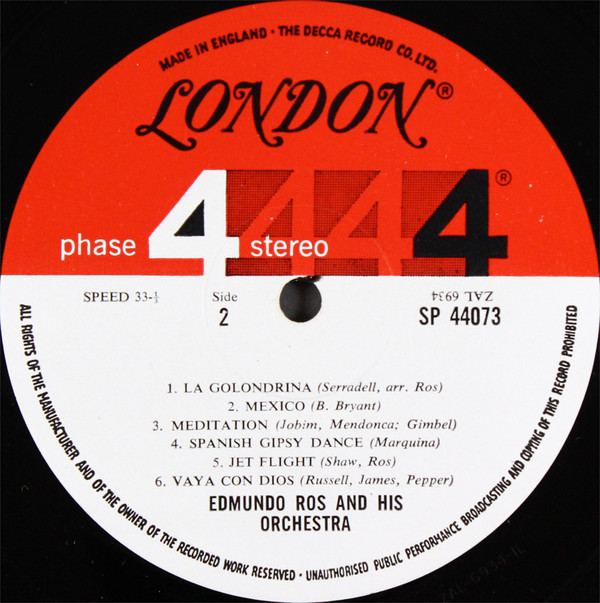 MADE IN ENGLAND · THE DECCA RECORD CO. LTD.
LONDON®
phase 4 stereo 4 4 4®
SPEED 33-⅓
Side
2
ZAL 6934
SP 44073
1. LA GOLONDRINA (Serradell, arr. Ros)
2. MEXICO (B. Bryant)
3. MEDITATION (Jobim, Mendonca; Gimbel)
4. SPANISH GIPSY DANCE (Marquina)
5. JET FLIGHT (Shaw, Ros)
6. VAYA CON DIOS (Russell, James, Pepper)
EDMUNDO ROS AND HIS
ORCHESTRA
ALL RIGHTS OF THE MANUFACTURER AND OF THE OWNER OF THE RECORDED WORK RESERVED · UNAUTHORISED PUBLIC PERFORMANCE BROADCASTING AND COPYING OF THIS RECORD PROHIBITED